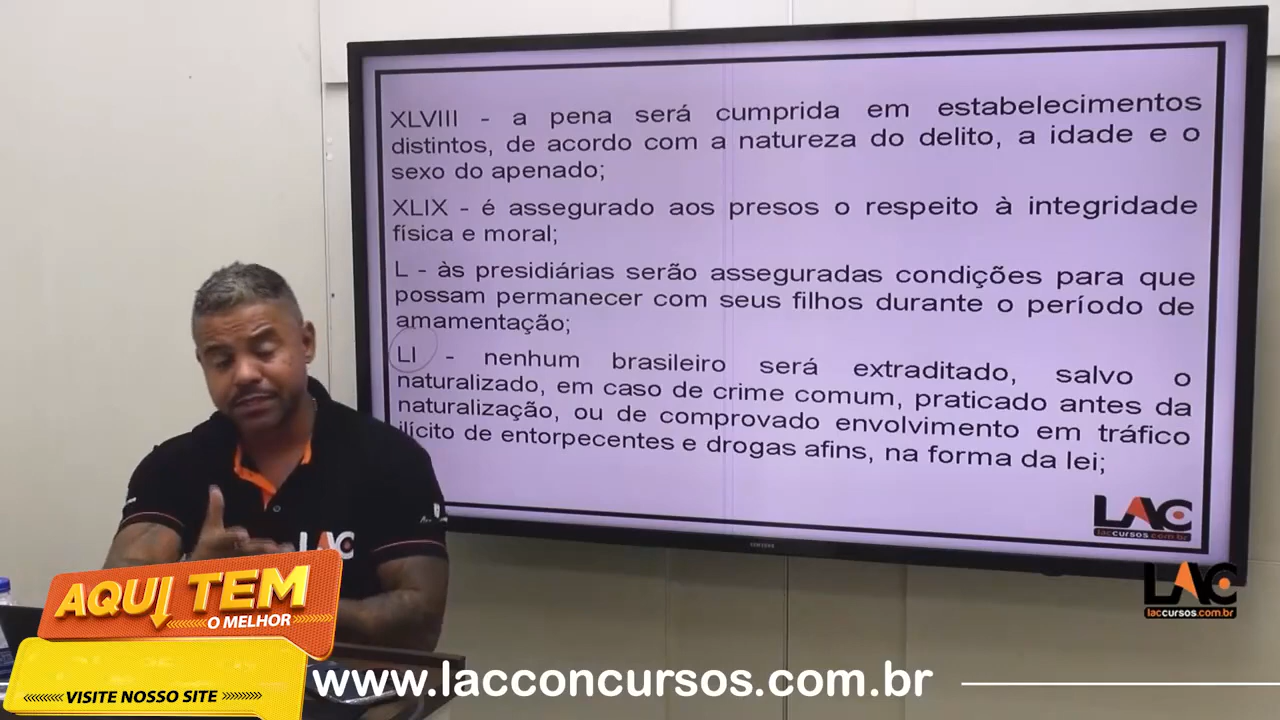 XLVIII - a pena será cumprida em estabelecimentos
distintos, de acordo com a natureza do delito, a idade e o
sexo do apenado;
XLIX - é assegurado aos presos o respeito à integridade
física e moral;
L - às presidiárias serão asseguradas condições para que
possam permanecer com seus filhos durante o período de
amamentação;
LI - nenhum brasileiro será extraditado, salvo o
naturalizado, em caso de crime comum, praticado antes da
naturalização, ou de comprovado envolvimento em tráfico
ilícito de entorpecentes e drogas afins, na forma da lei;
LAC
laccursos.com.br
SAMSUNG
LAC
laccursos.com.br
LAC
AQUI TEM
O MELHOR
VISITE NOSSO SITE
www.lacconcursos.com.br